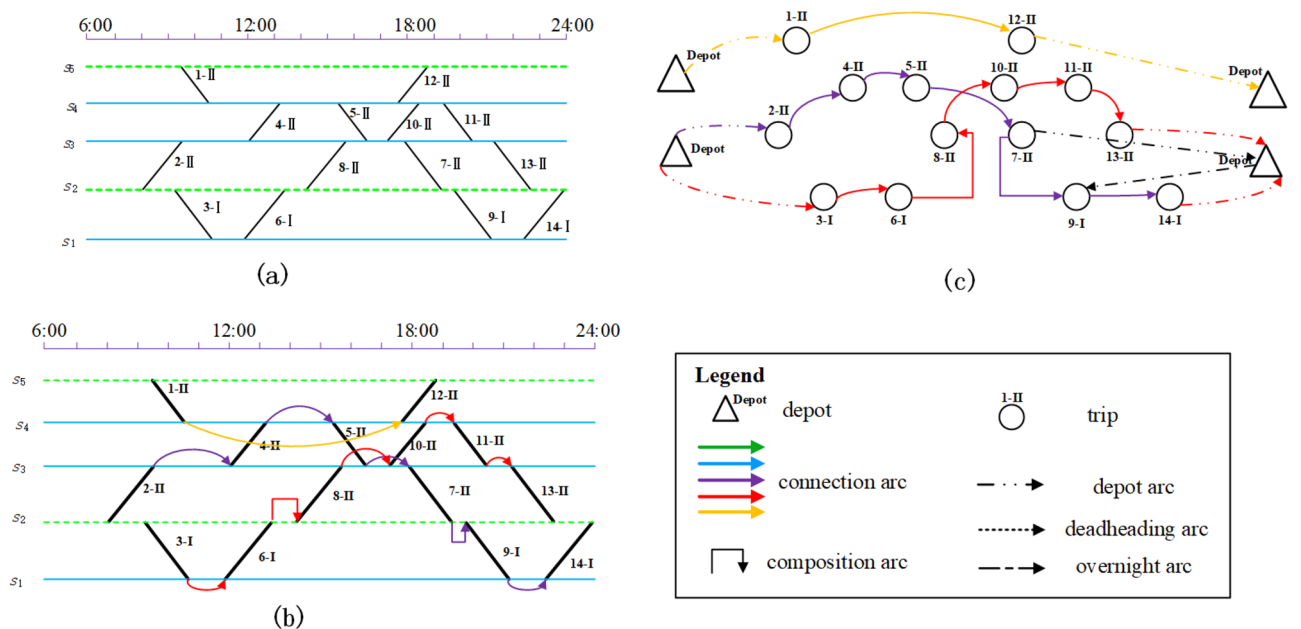 6:00 12:00 18:00 24:00
S5
1-Ⅱ 12-Ⅱ
S4
4-Ⅱ 5-Ⅱ 10-Ⅱ 11-Ⅱ
S3
2-Ⅱ 8-Ⅱ 7-Ⅱ 13-Ⅱ
S2
3-Ⅰ 6-Ⅰ 9-Ⅰ 14-Ⅰ
S1
(a)
6:00 12:00 18:00 24:00
S5
1-II 12-II
S4
4-II 5-II 10-II 11-II
S3
2-II 8-II 7-II 13-II
S2
3-I 6-I 9-I 14-I
S1
(b)
1-II 12-II
Depot Depot
4-II 5-II 10-II 11-II
2-II 8-II 7-II 13-II
Depot Depot
3-I 6-I 9-I 14-I
(c)
Legend
Depot depot
1-II trip
connection arc
depot arc
deadheading arc
composition arc
overnight arc